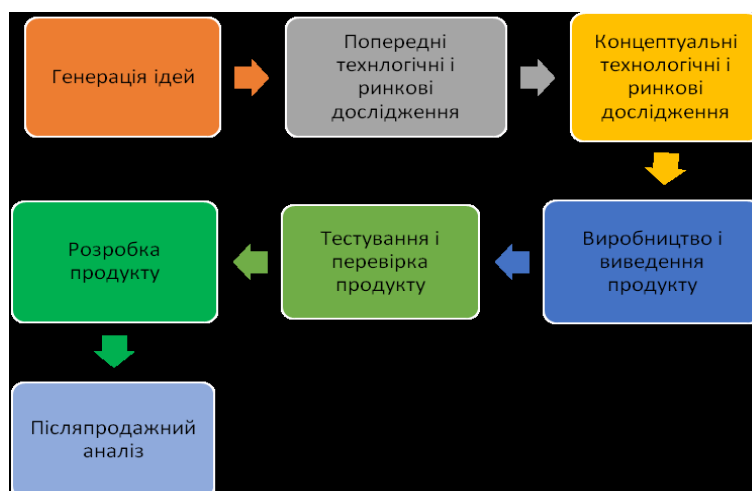 Генерація ідей
Попередні
технлогічні і
ринкові
дослідження
Концептуальні
технологічні і
ринкові
дослідження
Розробка
продукту
Тестування і
перевірка
продукту
Виробництво і
виведення
продукту
Післяпродажний
аналіз